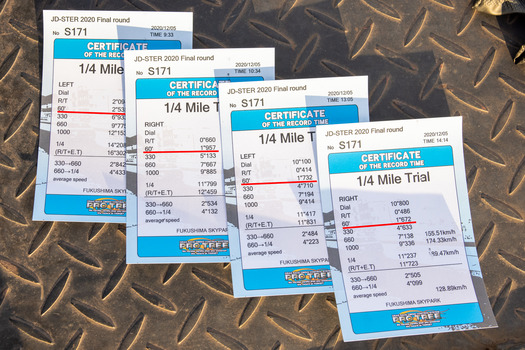 JD-STER 2020 Final round
No S171
2020/12/05
TIME 8:33
CERTIFICATE
OF THE RECORD TIME
1/4 Mile
LEFT
Dial
R/T
60'
330
660
1000
1/4
(R/T+E.T)
330→660
660→1/4
average speed
FUKUSHIMA SKYPARK
JD-STER 2020 Final round
No S171
2020/12/05
TIME 10:34
CERTIFICATE
OF THE RECORD
1/4 Mile T
RIGHT
Dial
R/T 0"660
60' 1"957
330 5"133
660 7"667
1000 9"885
1/4 11"799
(R/T+E.T) 12"459
330→660 2"534
660→1/4 4"132
average speed
FUKUSHIMA SKYPARK
JD-STER 2020 Final round
No S171
2020/12/05
TIME 13:05
CERTIFICATE
OF THE RECORD TIME
1/4 Mile T
LEFT
Dial 10"100
R/T 0"414
60' 1"732
330 4"710
660 7"194
1000 9"414
1/4 11"417
(R/T+E.T) 11"831
330→660 2"484
660→1/4 4"223
average speed
FUKUSHIMA SKYPARK
JD-STER 2020 Final round
No S171
2020/12/05
TIME 14:14
CERTIFICATE
OF THE RECORD TIME
1/4 Mile Trial
RIGHT
Dial 10"800
R/T 0"486
60' 1"672
330 4"633
660 7"138 155.51km/h
1000 9"336 174.33km/h
1/4 11"237
(R/T+E.T) 11"723
330→660 2"505
660→1/4 4"099
average speed 128.89km/h
FUKUSHIMA SKYPARK